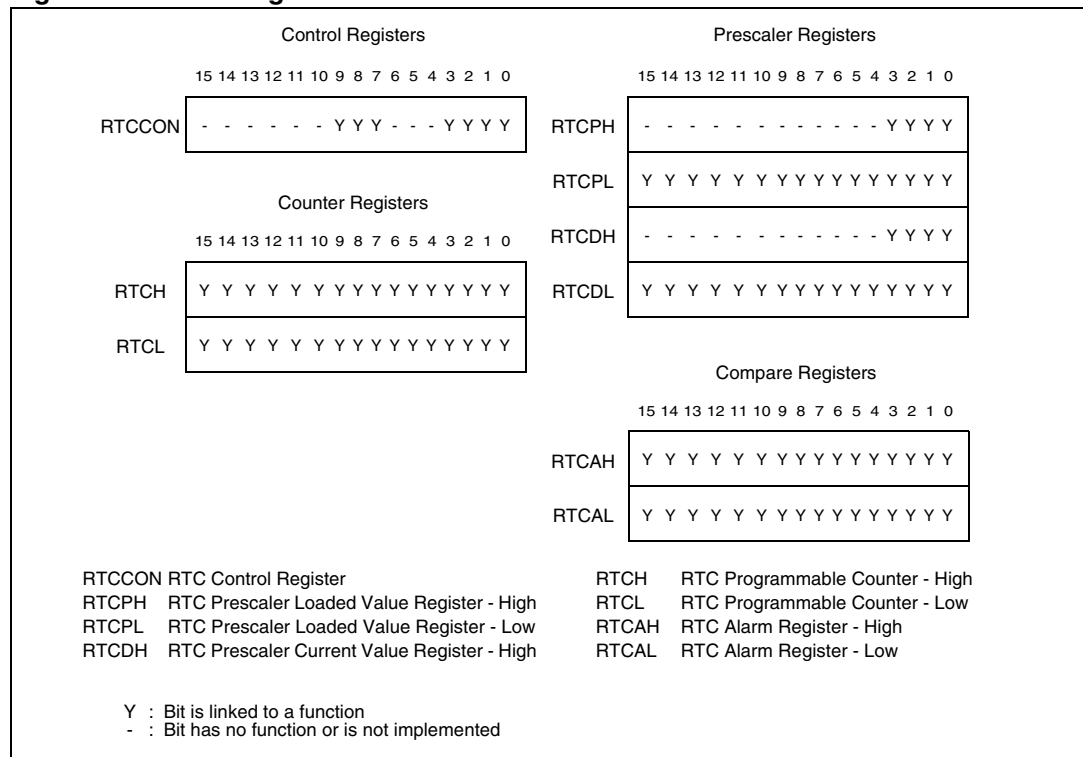 Control Registers
15 14 13 12 11 10 9 8 7 6 5 4 3 2 1 0
RTCCON - - - - - - Y Y Y - - - Y Y Y Y
Counter Registers
15 14 13 12 11 10 9 8 7 6 5 4 3 2 1 0
RTCH Y Y Y Y Y Y Y Y Y Y Y Y Y Y Y Y
RTCL Y Y Y Y Y Y Y Y Y Y Y Y Y Y Y Y
Prescaler Registers
15 14 13 12 11 10 9 8 7 6 5 4 3 2 1 0
RTCPH - - - - - - - - - - - - Y Y Y Y
RTCPL Y Y Y Y Y Y Y Y Y Y Y Y Y Y Y Y
RTCDH - - - - - - - - - - - - Y Y Y Y
RTCDL Y Y Y Y Y Y Y Y Y Y Y Y Y Y Y Y
Compare Registers
15 14 13 12 11 10 9 8 7 6 5 4 3 2 1 0
RTCAH Y Y Y Y Y Y Y Y Y Y Y Y Y Y Y Y
RTCAL Y Y Y Y Y Y Y Y Y Y Y Y Y Y Y Y
RTCCON RTC Control Register
RTCPH RTC Prescaler Loaded Value Register - High
RTCPL RTC Prescaler Loaded Value Register - Low
RTCDH RTC Prescaler Current Value Register - High
RTCH RTC Programmable Counter - High
RTCL RTC Programmable Counter - Low
RTCAH RTC Alarm Register - High
RTCAL RTC Alarm Register - Low
Y : Bit is linked to a function
- : Bit has no function or is not implemented